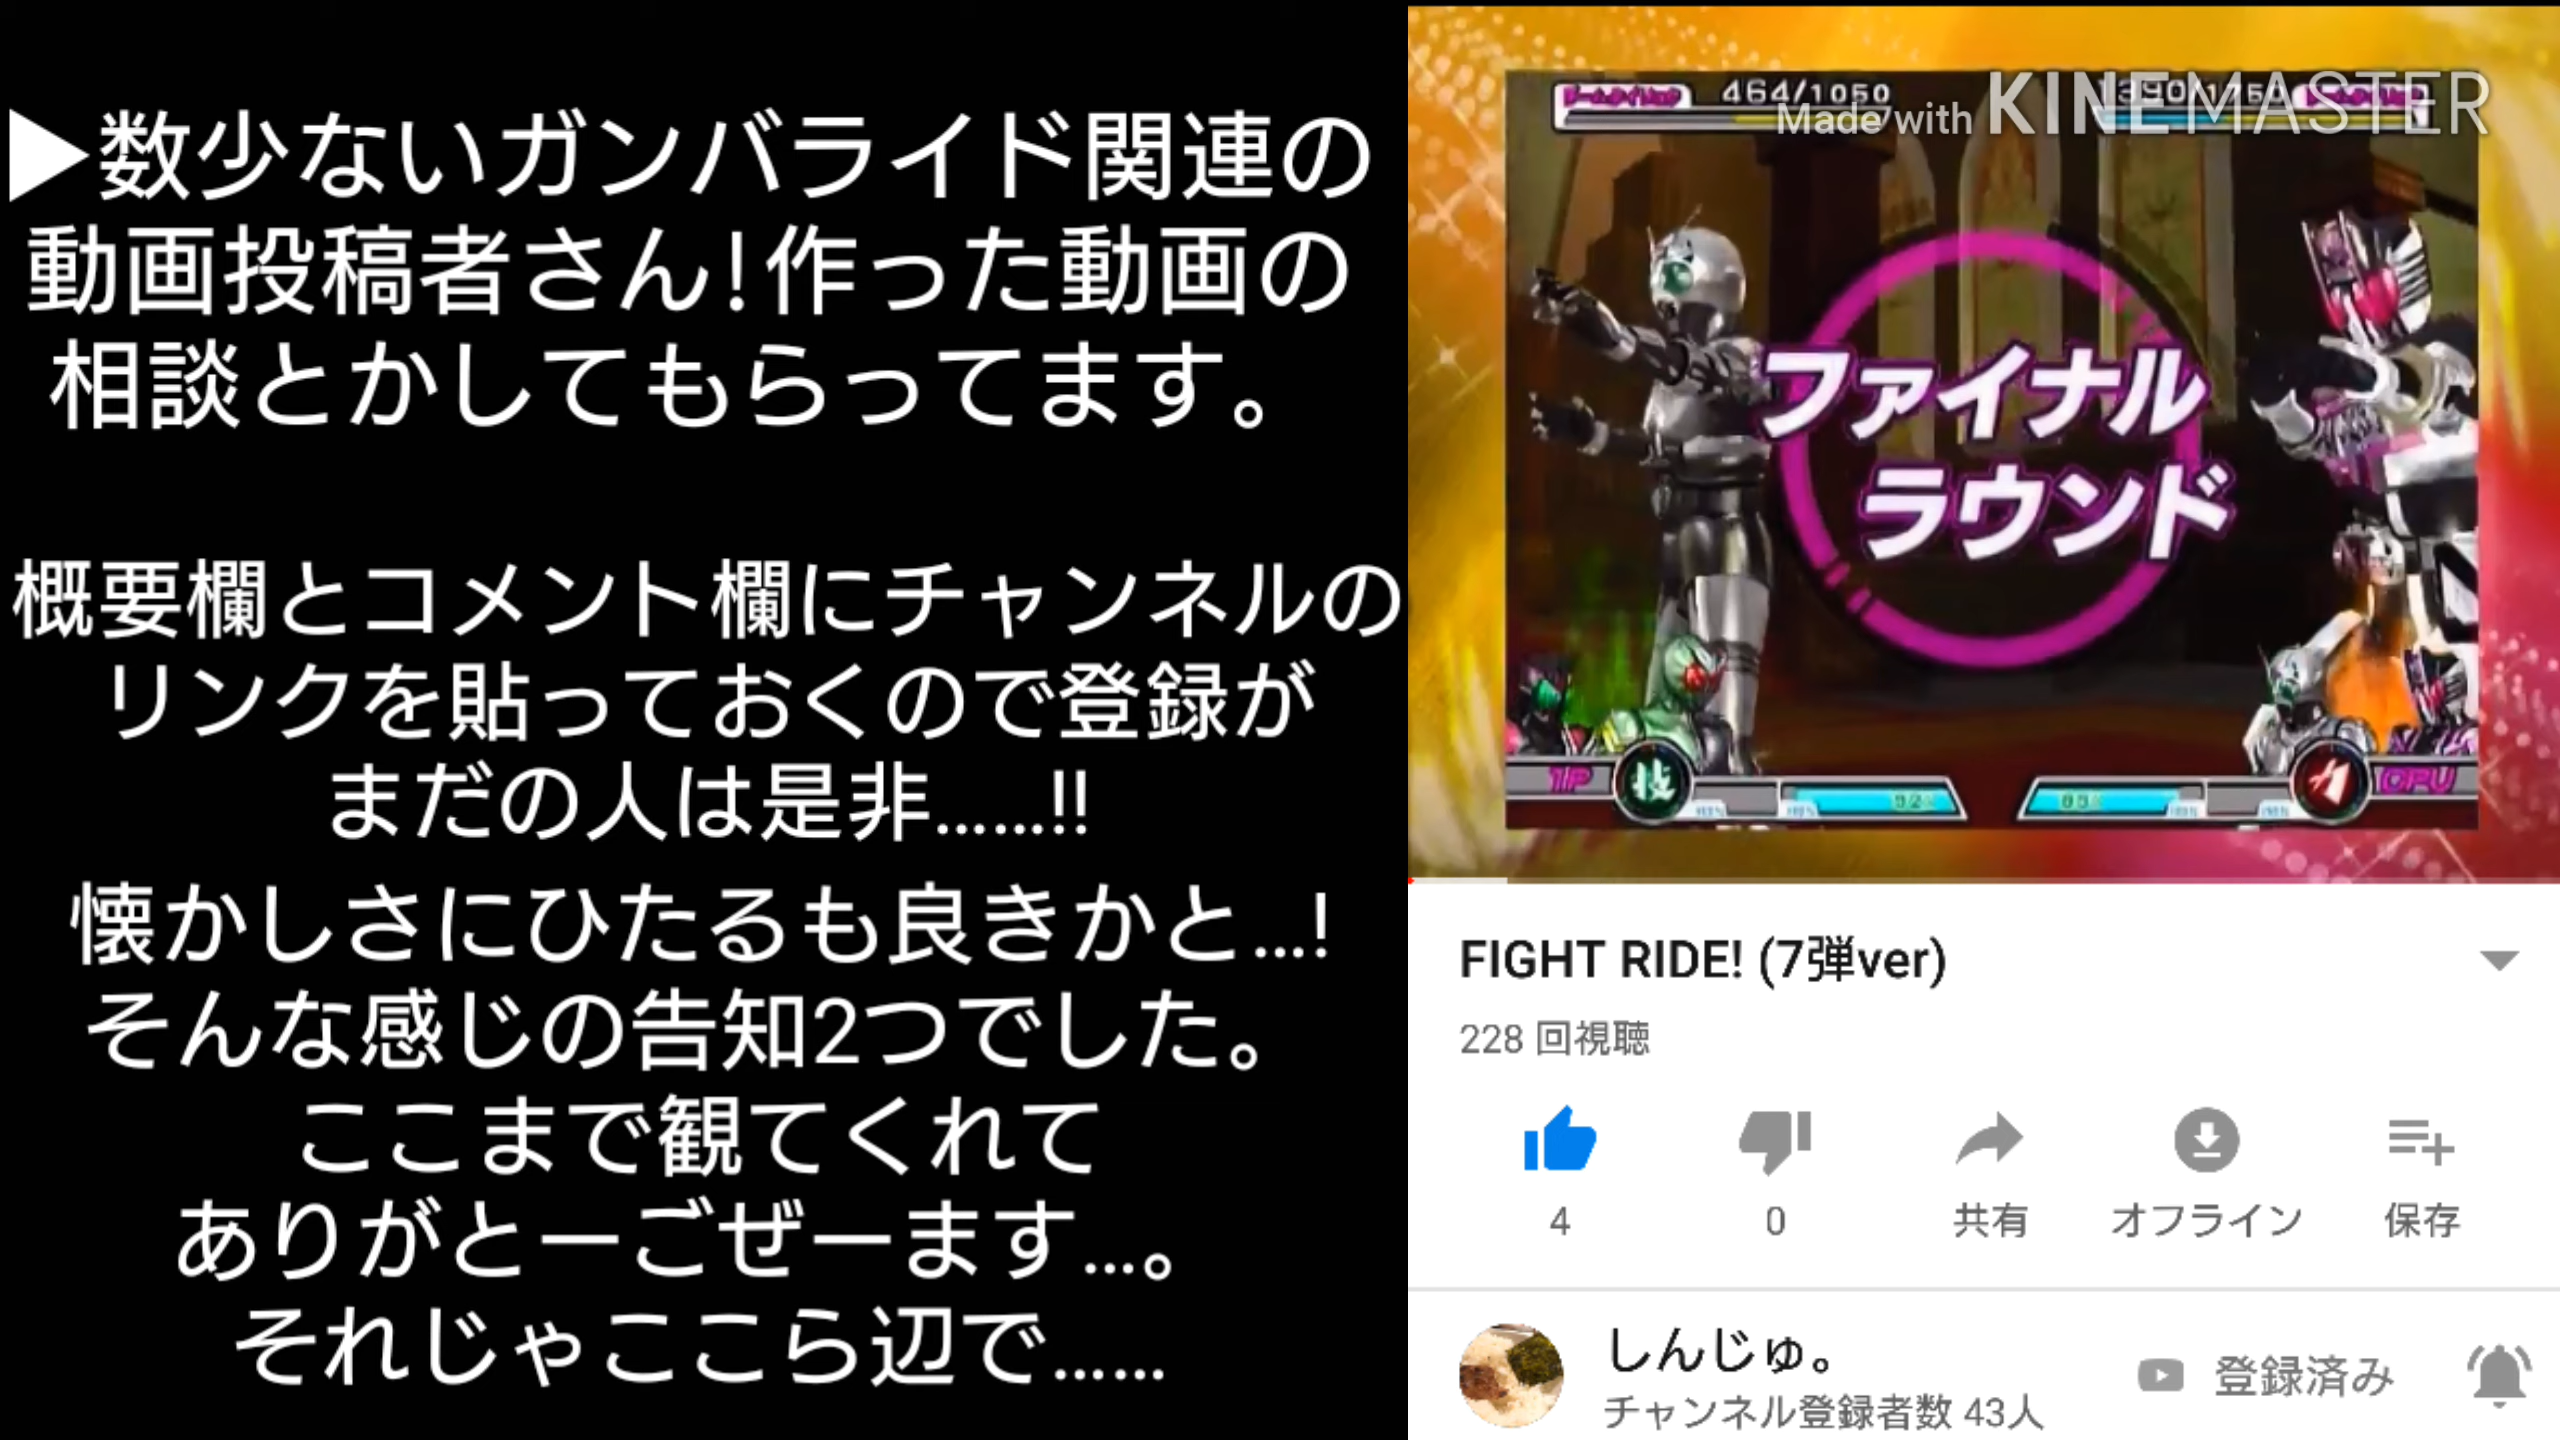 ▶数少ないガンバライド関連の
動画投稿者さん!作った動画の
相談とかしてもらってます。
概要欄とコメント欄にチャンネルの
リンクを貼っておくので登録が
まだの人は是非……!!
懐かしさにひたるも良きかと…!
そんな感じの告知2つでした。
ここまで観てくれて
ありがとーごぜーます…。
それじゃここら辺で……
464/1050
1390/1750
Made with KINEMASTER
ファイナル
ラウンド
1P
技
92%
CPU
FIGHT RIDE! (7弾ver)
228 回視聴
4
0
共有
オフライン
保存
しんじゅ。
チャンネル登録者数 43人
登録済み